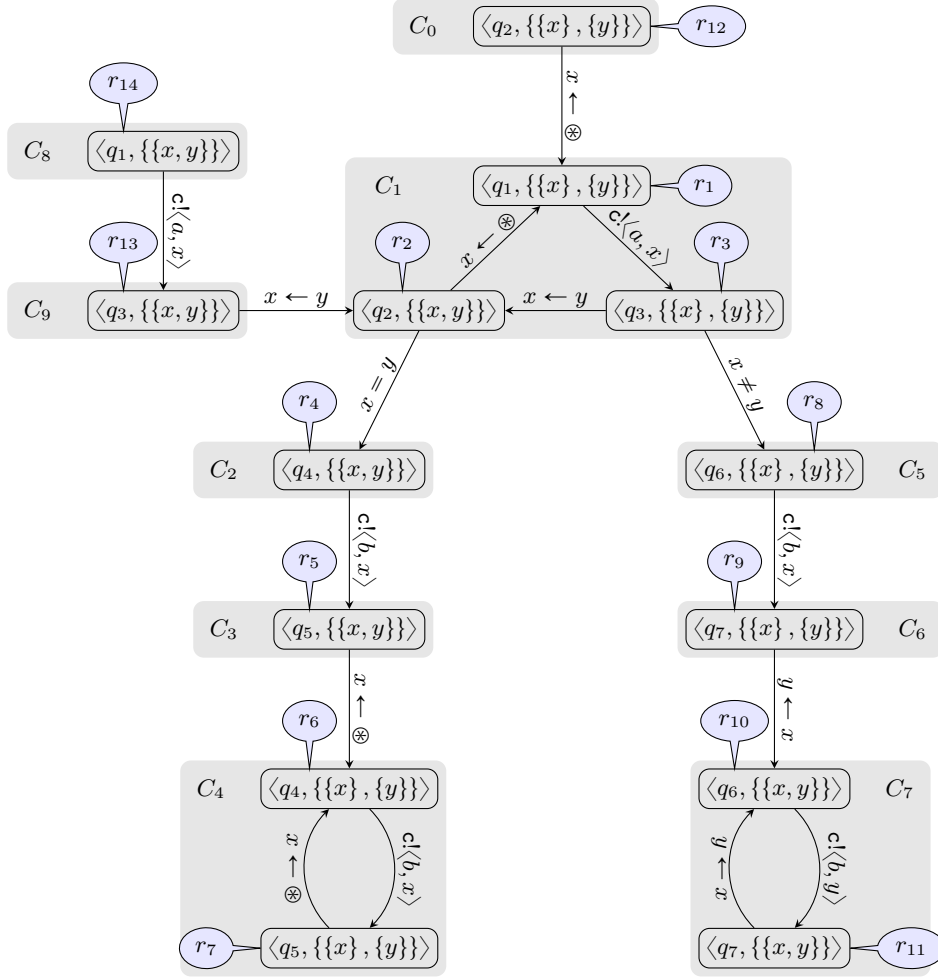 C₀ ⟨q₂, {{x} , {y}}⟩ r₁₂
x ← ⊛
r₁₄
C₈ ⟨q₁, {{x, y}}⟩
c!⟨a, x⟩
C₁ ⟨q₁, {{x} , {y}}⟩ r₁
x ← ⊛ c!⟨a, x⟩
r₁₃ r₂ r₃
C₉ ⟨q₃, {{x, y}}⟩ x ← y ⟨q₂, {{x, y}}⟩ x ← y ⟨q₃, {{x} , {y}}⟩
x = y x ≠ y
r₄ r₈
C₂ ⟨q₄, {{x, y}}⟩ ⟨q₆, {{x} , {y}}⟩ C₅
c!⟨b, x⟩ c!⟨b, x⟩
r₅ r₉
C₃ ⟨q₅, {{x, y}}⟩ ⟨q₇, {{x} , {y}}⟩ C₆
x ← ⊛ y ← x
r₆ r₁₀
C₄ ⟨q₄, {{x} , {y}}⟩ ⟨q₆, {{x, y}}⟩ C₇
x ← ⊛ c!⟨b, x⟩ y ← x c!⟨b, y⟩
r₇ ⟨q₅, {{x} , {y}}⟩ ⟨q₇, {{x, y}}⟩ r₁₁